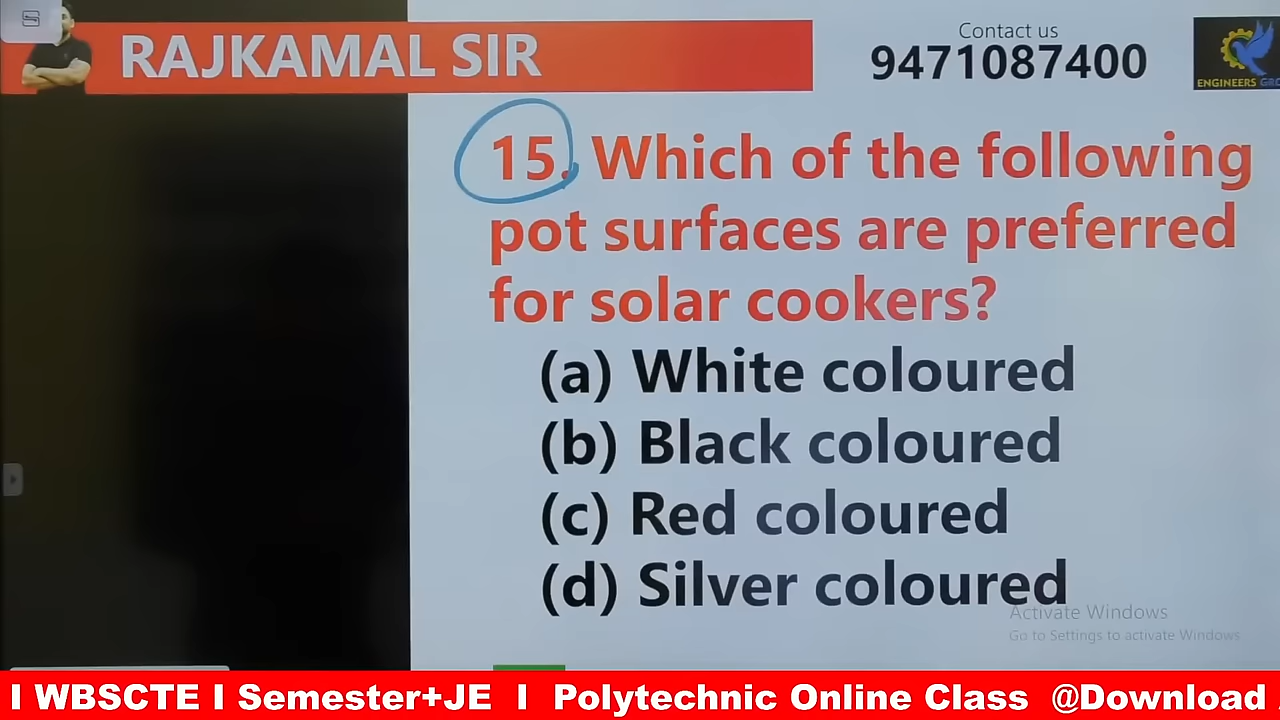 RAJKAMAL SIR
Contact us
9471087400
ENGINEERS GRO
15. Which of the following
pot surfaces are preferred
for solar cookers?
(a) White coloured
(b) Black coloured
(c) Red coloured
(d) Silver coloured
Activate Windows
Go to Settings to activate Windows
I WBSCTE I Semester+JE I Polytechnic Online Class @Download